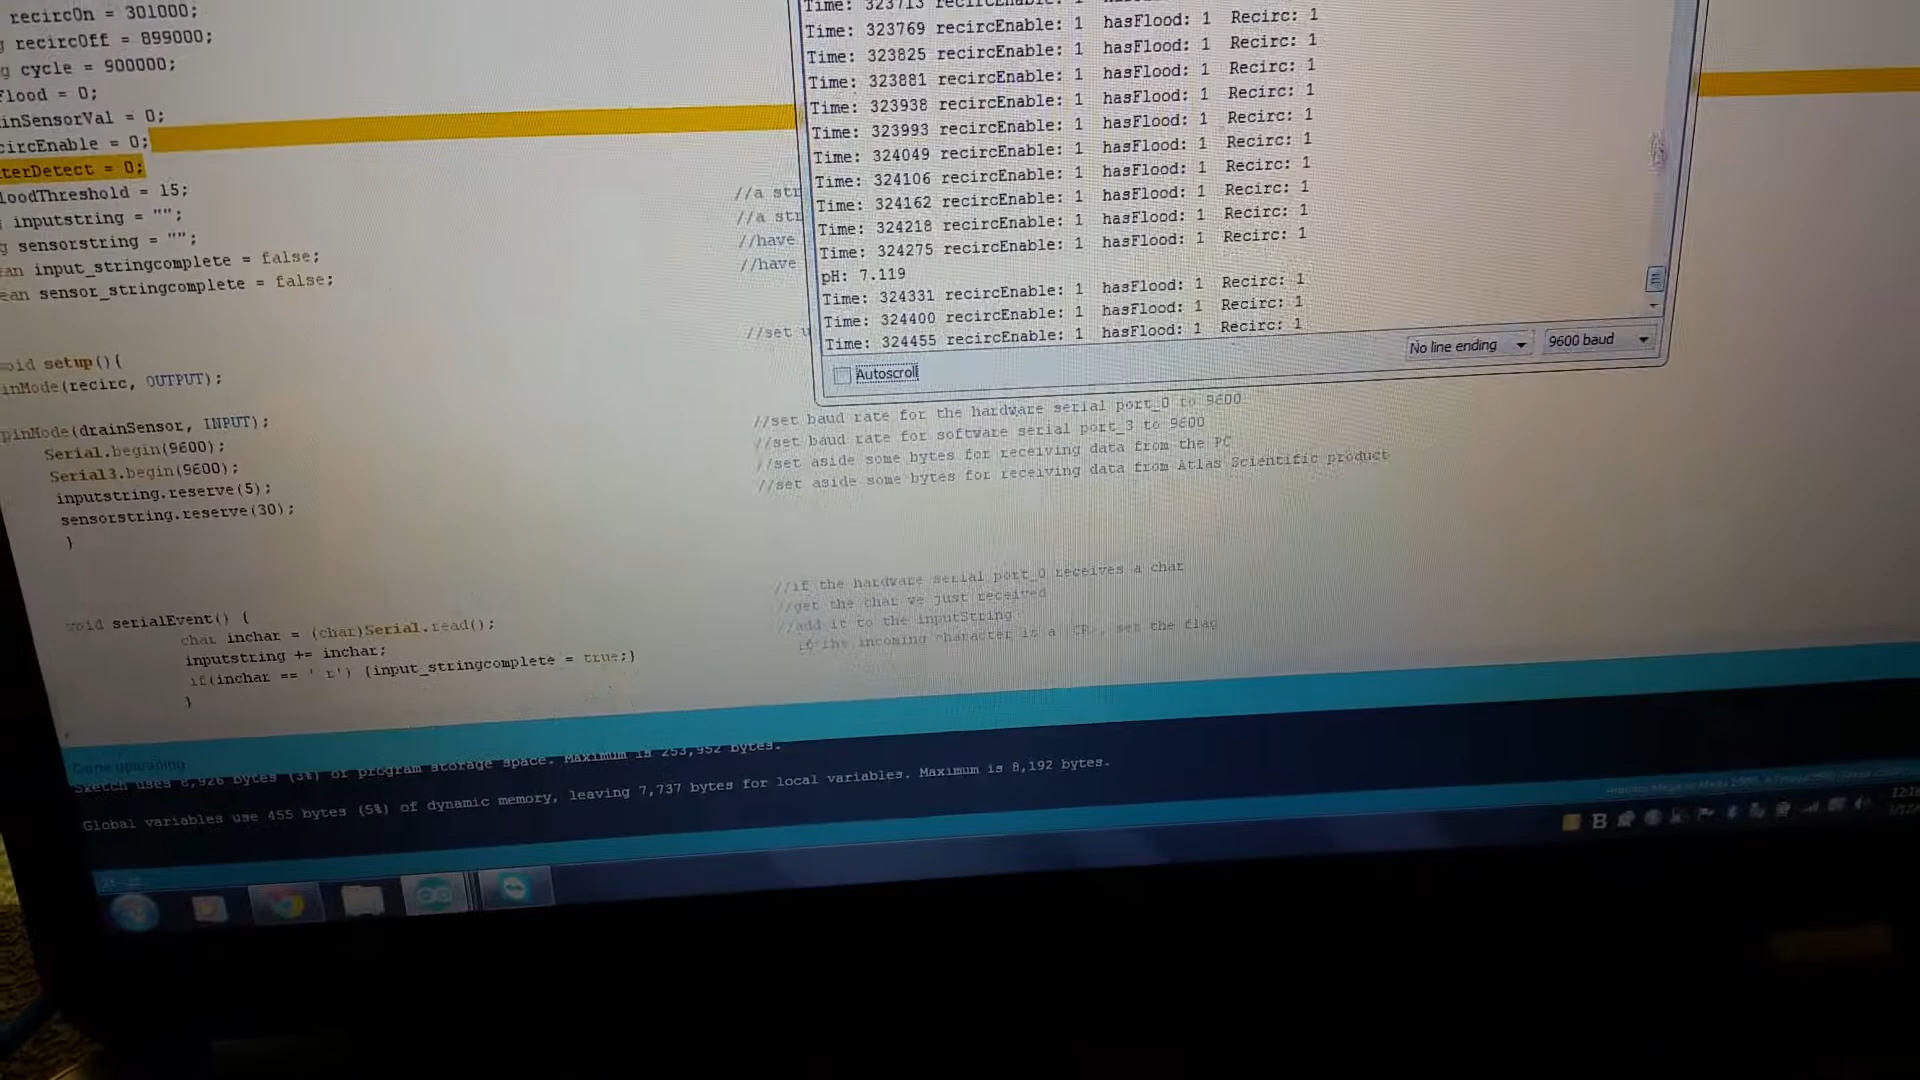 recircOn = 301000;
g recircOff = 899000;
g cycle = 900000;
Flood = 0;
inSensorVal = 0;
circEnable = 0;
terDetect = 0;
loodThreshold = 15;
inputstring = "";
g sensorstring = "";
an input_stringcomplete = false;
ean sensor_stringcomplete = false;
//a str
//a str
//have
//have
oid setup(){
//set u
inMode(recirc, OUTPUT);
pinMode(drainSensor, INPUT);
Serial.begin(9600);
Serial3.begin(9600);
inputstring.reserve(5);
sensorstring.reserve(30);
}
//set baud rate for the hardware serial port_0 to 9600
//set baud rate for software serial port_3 to 9600
//set aside some bytes for receiving data from the PC
//set aside some bytes for receiving data from Atlas Scientific product
void serialEvent() {
char inchar = (char)Serial.read();
inputstring += inchar;
if(inchar == ' r') {input_stringcomplete = true;}
}
//if the hardware serial port_0 receives a char
//get the char we just received
//add it to the inputString
if the incoming character is a CR, set the flag
Time: 323713 recircEnable: 1
Time: 323769 recircEnable: 1 hasFlood: 1 Recirc: 1
Time: 323825 recircEnable: 1 hasFlood: 1 Recirc: 1
Time: 323881 recircEnable: 1 hasFlood: 1 Recirc: 1
Time: 323938 recircEnable: 1 hasFlood: 1 Recirc: 1
Time: 323993 recircEnable: 1 hasFlood: 1 Recirc: 1
Time: 324049 recircEnable: 1 hasFlood: 1 Recirc: 1
Time: 324106 recircEnable: 1 hasFlood: 1 Recirc: 1
Time: 324162 recircEnable: 1 hasFlood: 1 Recirc: 1
Time: 324218 recircEnable: 1 hasFlood: 1 Recirc: 1
Time: 324275 recircEnable: 1 hasFlood: 1 Recirc: 1
pH: 7.119
Time: 324331 recircEnable: 1 hasFlood: 1 Recirc: 1
Time: 324400 recircEnable: 1 hasFlood: 1 Recirc: 1
Time: 324455 recircEnable: 1 hasFlood: 1 Recirc: 1
Autoscroll
No line ending
9600 baud
Done uploading.
Sketch uses 8,926 bytes (3%) of program storage space. Maximum is 253,952 bytes.
Global variables use 455 bytes (5%) of dynamic memory, leaving 7,737 bytes for local variables. Maximum is 8,192 bytes.